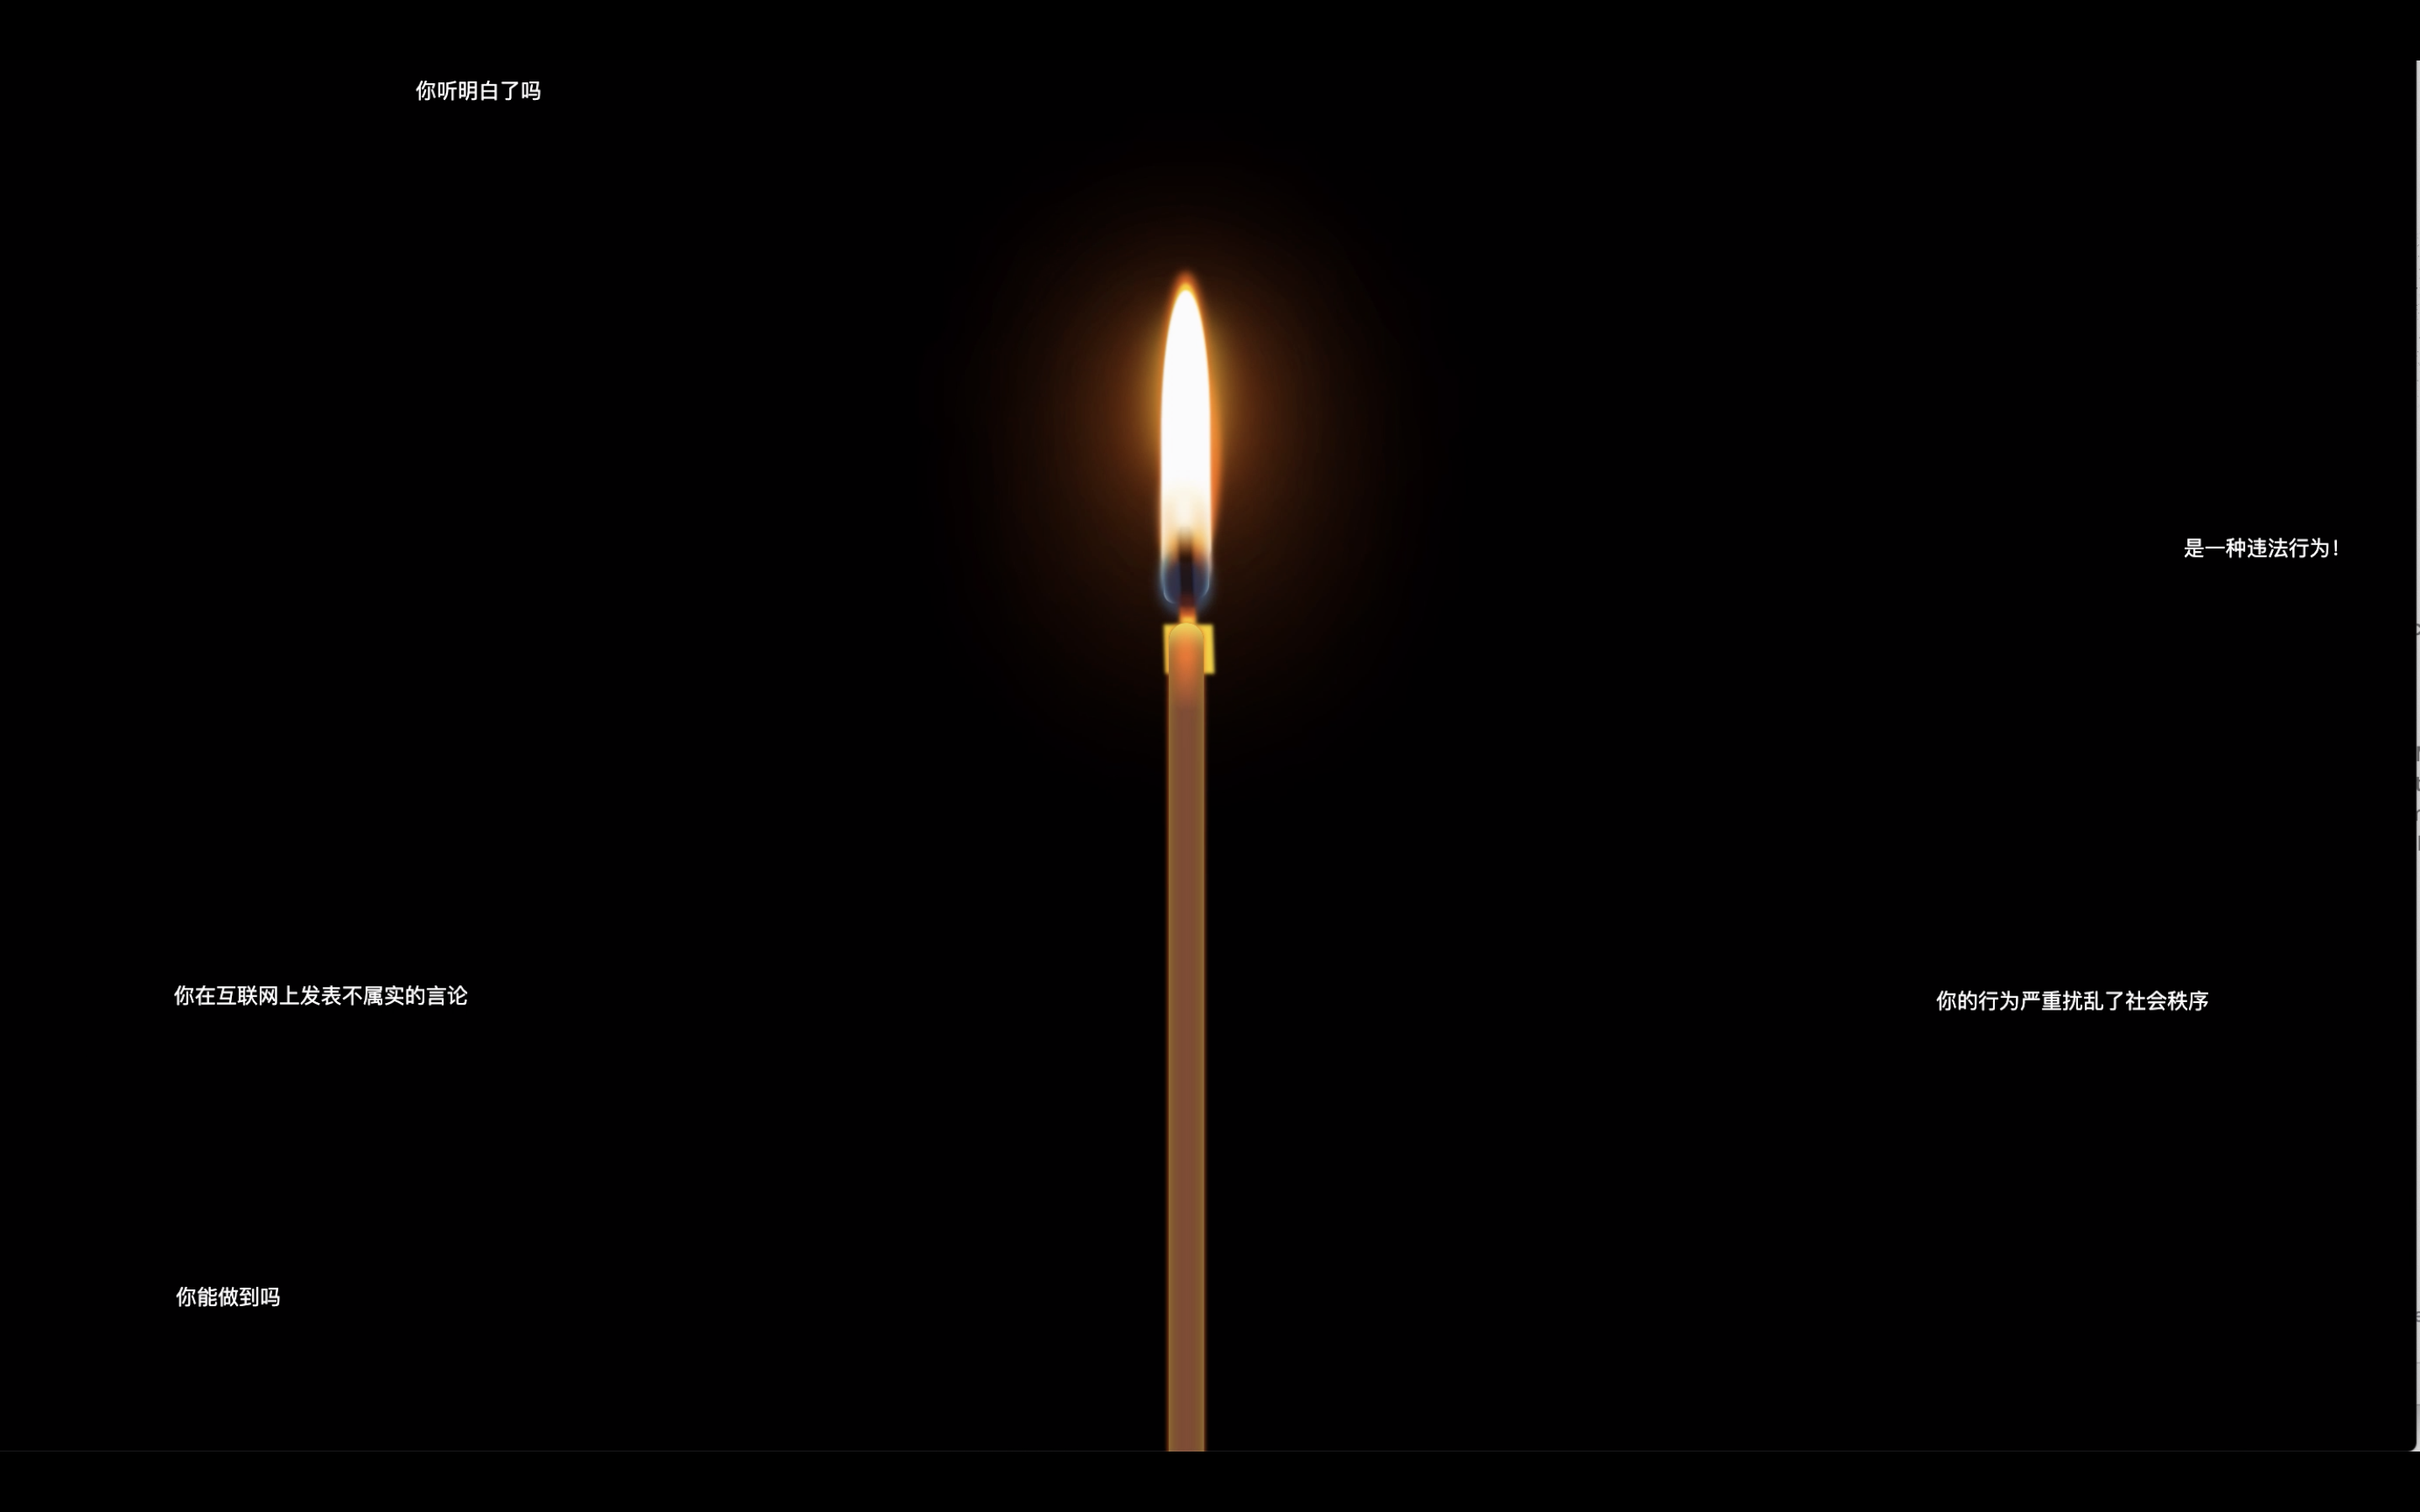 你听明白了吗
是一种违法行为！
你在互联网上发表不属实的言论
你的行为严重扰乱了社会秩序
你能做到吗